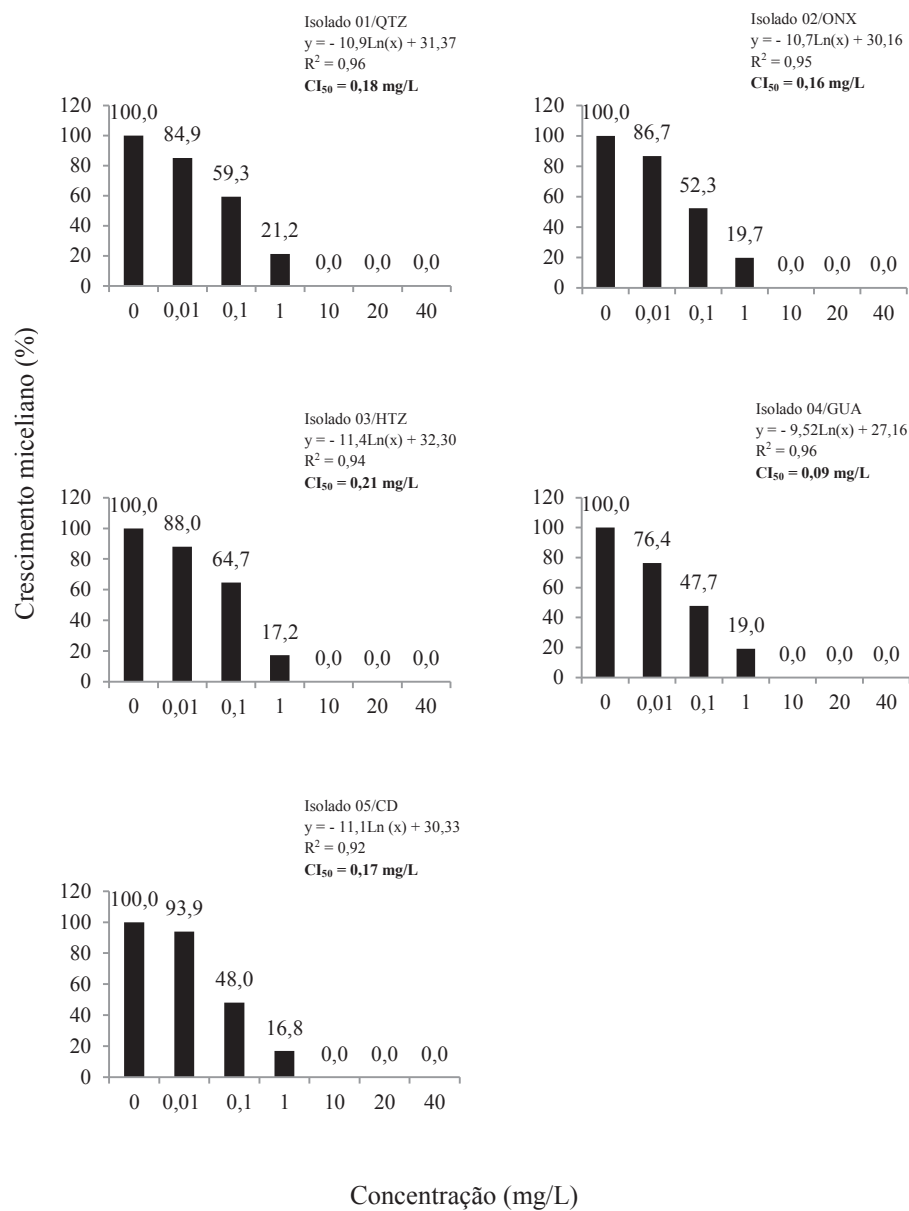 Isolado 01/QTZ
y = - 10,9Ln(x) + 31,37
R² = 0,96
CI₅₀ = 0,18 mg/L
120
100
80
60
40
20
0
100,0
84,9
59,3
21,2
0,0 0,0 0,0
0 0,01 0,1 1 10 20 40
Isolado 02/ONX
y = - 10,7Ln(x) + 30,16
R² = 0,95
CI₅₀ = 0,16 mg/L
120
100
80
60
40
20
0
100,0
86,7
52,3
19,7
0,0 0,0 0,0
0 0,01 0,1 1 10 20 40
Crescimento miceliano (%)
Isolado 03/HTZ
y = - 11,4Ln(x) + 32,30
R² = 0,94
CI₅₀ = 0,21 mg/L
120
100
80
60
40
20
0
100,0
88,0
64,7
17,2
0,0 0,0 0,0
0 0,01 0,1 1 10 20 40
Isolado 04/GUA
y = - 9,52Ln(x) + 27,16
R² = 0,96
CI₅₀ = 0,09 mg/L
120
100
80
60
40
20
0
100,0
76,4
47,7
19,0
0,0 0,0 0,0
0 0,01 0,1 1 10 20 40
Isolado 05/CD
y = - 11,1Ln (x) + 30,33
R² = 0,92
CI₅₀ = 0,17 mg/L
120
100
80
60
40
20
0
100,0
93,9
48,0
16,8
0,0 0,0 0,0
0 0,01 0,1 1 10 20 40
Concentração (mg/L)